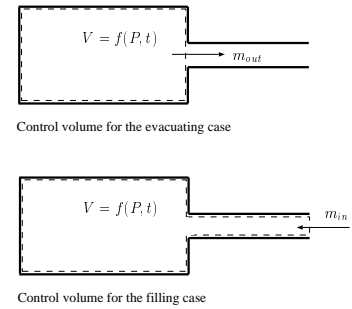 V = f(P, t)
m_out
Control volume for the evacuating case
V = f(P, t)
m_in
Control volume for the filling case